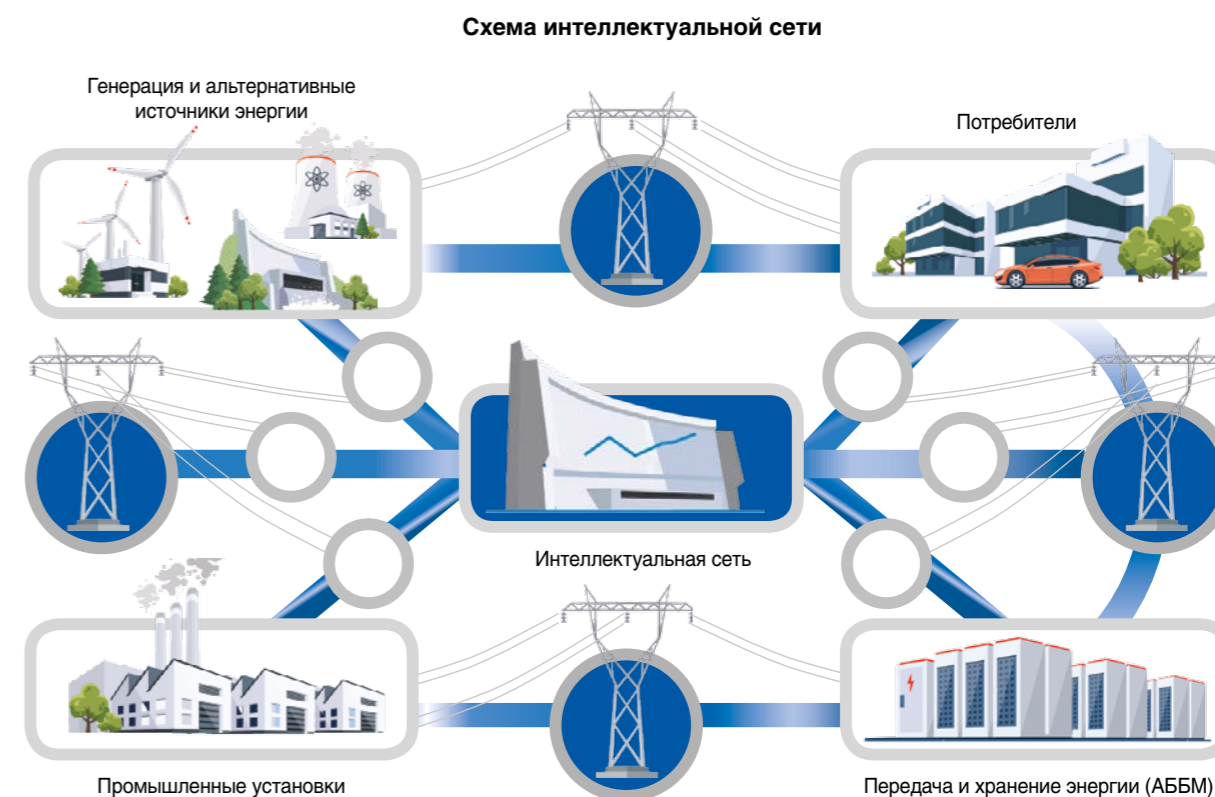 Схема интеллектуальной сети
Генерация и альтернативные
источники энергии
Потребители
Интеллектуальная сеть
Промышленные установки
Передача и хранение энергии (АББМ)